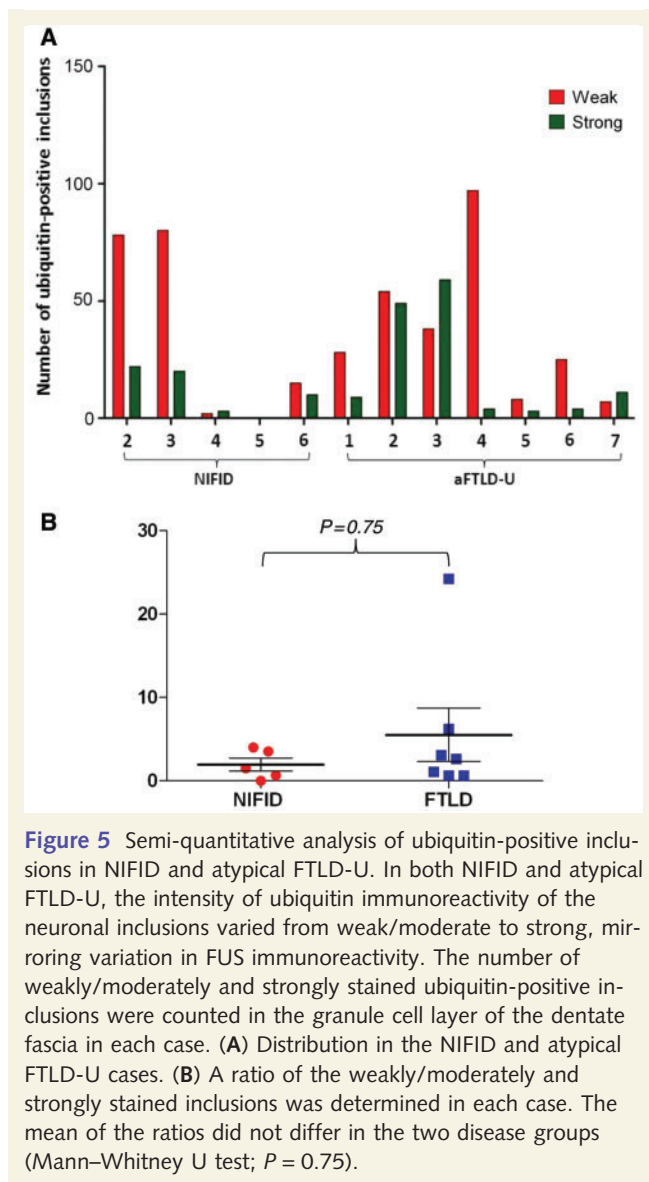 A
150
100
50
0
Number of ubiquitin-positive inclusions
Weak
Strong
2 3 4 5 6 1 2 3 4 5 6 7
NIFID aFTLD-U
B
P=0.75
30
20
10
0
NIFID FTLD
Figure 5 Semi-quantitative analysis of ubiquitin-positive inclu-
sions in NIFID and atypical FTLD-U. In both NIFID and atypical
FTLD-U, the intensity of ubiquitin immunoreactivity of the
neuronal inclusions varied from weak/moderate to strong, mir-
roring variation in FUS immunoreactivity. The number of
weakly/moderately and strongly stained ubiquitin-positive in-
clusions were counted in the granule cell layer of the dentate
fascia in each case. (A) Distribution in the NIFID and atypical
FTLD-U cases. (B) A ratio of the weakly/moderately and
strongly stained inclusions was determined in each case. The
mean of the ratios did not differ in the two disease groups
(Mann–Whitney U test; P = 0.75).